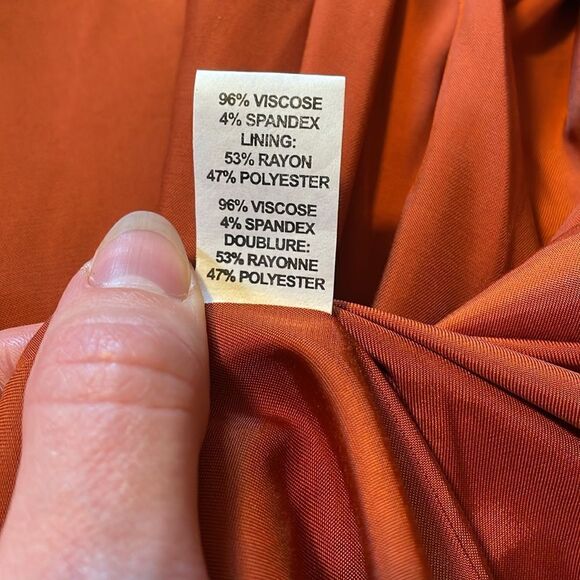 96% VISCOSE
4% SPANDEX
LINING:
53% RAYON
47% POLYESTER
96% VISCOSE
4% SPANDEX
DOUBLURE:
53% RAYONNE
47% POLYESTER